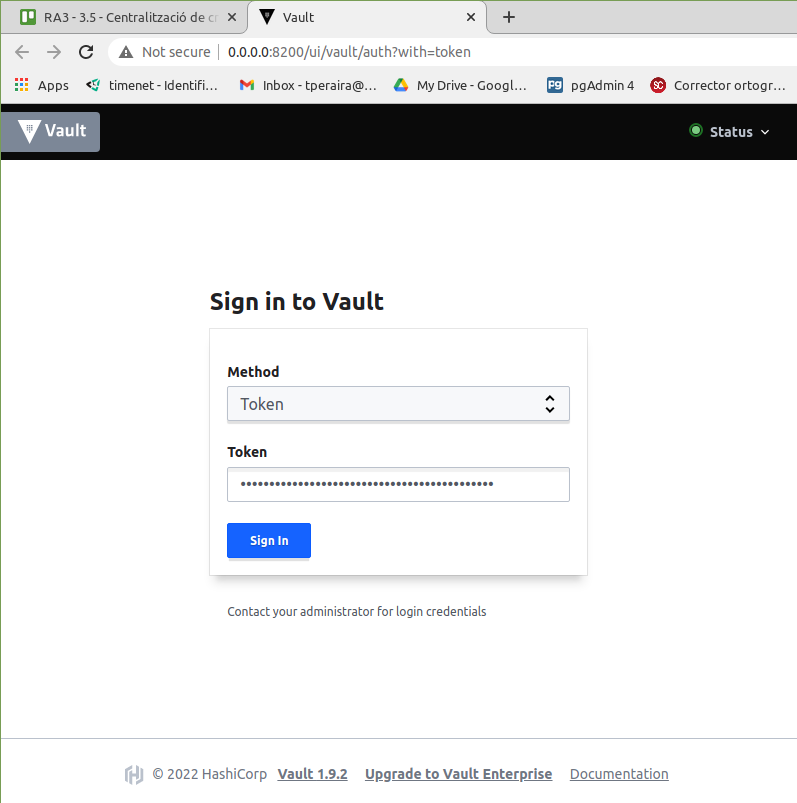 RA3 - 3.5 - Centralització de cr
Vault
Not secure
0.0.0.0:8200/ui/vault/auth?with=token
Apps
timenet - Identifi...
Inbox - tperaira@...
My Drive - Googl...
Pg
pgAdmin 4
SC
Corrector ortogr...
Vault
Status
Sign in to Vault
Method
Token
Token
••••••••••••••••••••••••••••••••••••••••••••
Sign In
Contact your administrator for login credentials
© 2022 HashiCorp Vault 1.9.2 Upgrade to Vault Enterprise Documentation